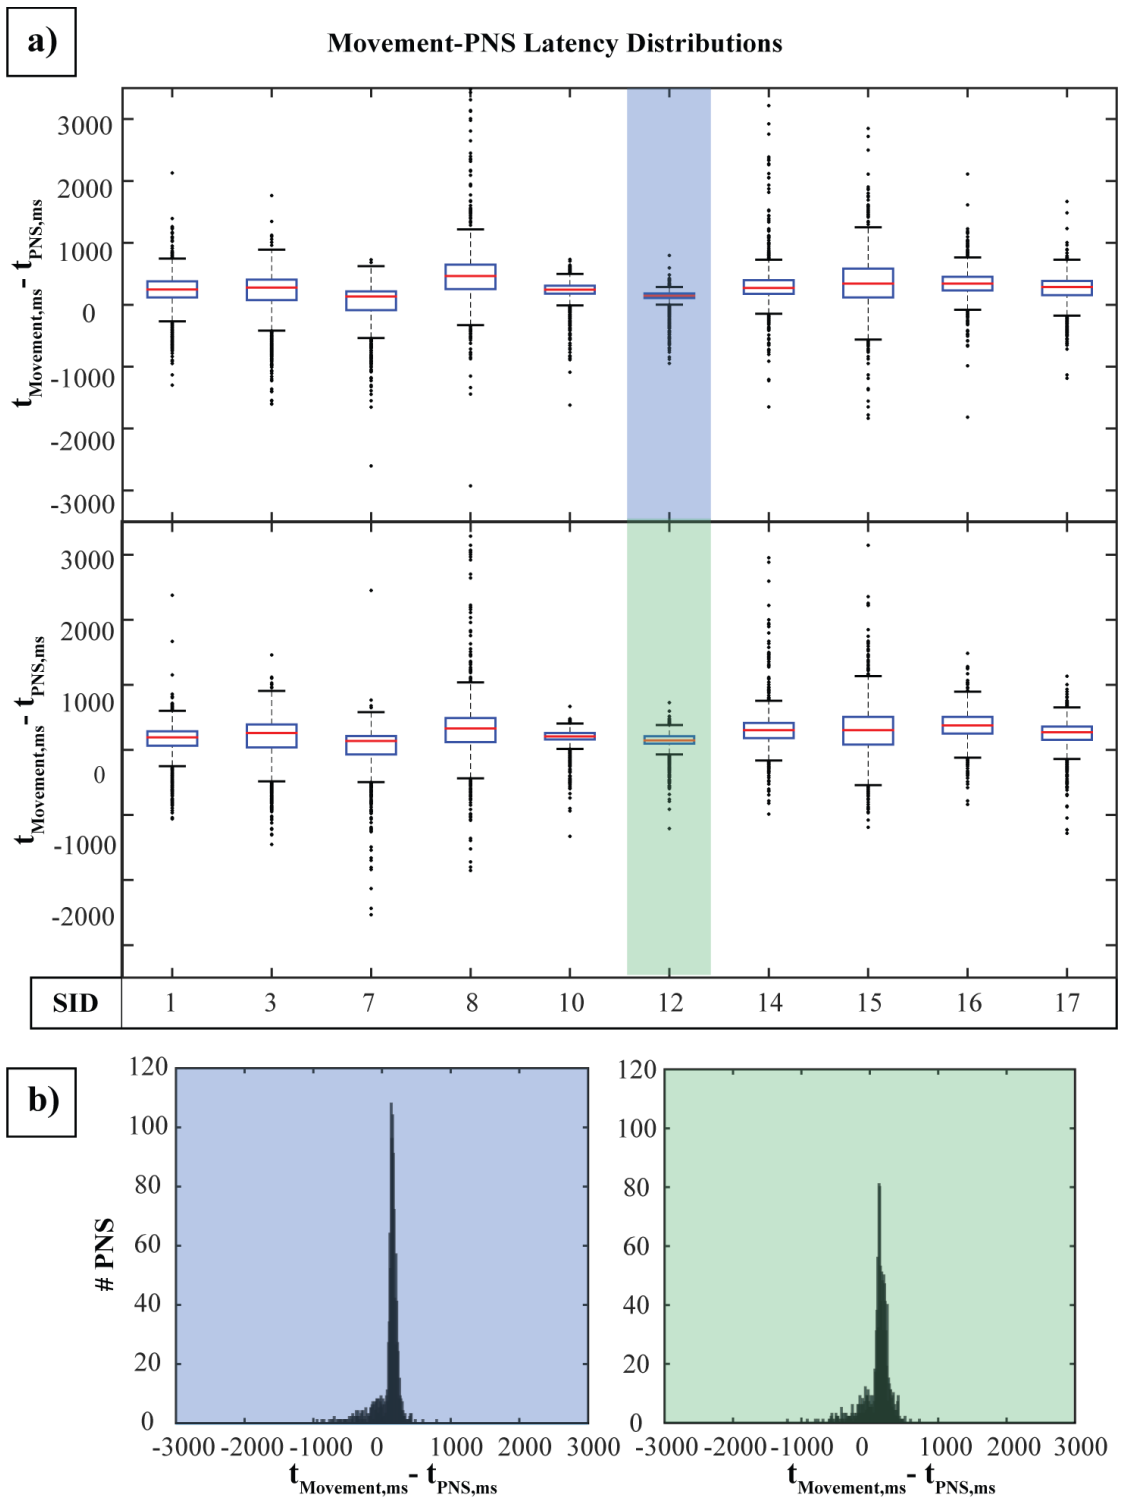 a)
Movement-PNS Latency Distributions
3000
2000
1000
0
-1000
-2000
-3000
tMovement,ms - tPNS,ms
3000
2000
1000
0
-1000
-2000
tMovement,ms - tPNS,ms
SID 1 3 7 8 10 12 14 15 16 17
b)
120
100
80
60
40
20
0
# PNS
-3000 -2000 -1000 0 1000 2000 3000
tMovement,ms - tPNS,ms
120
100
80
60
40
20
0
-3000 -2000 -1000 0 1000 2000 3000
tMovement,ms - tPNS,ms